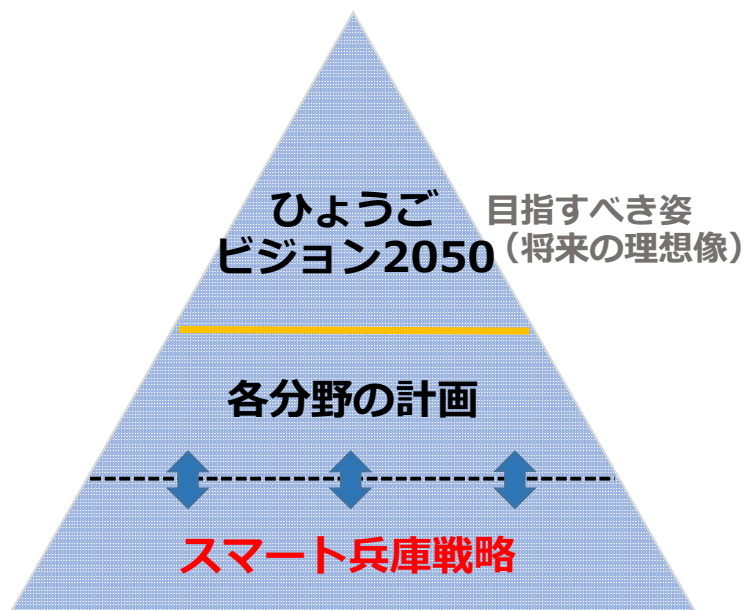 ひょうご
ビジョン2050
目指すべき姿
（将来の理想像）
各分野の計画
スマート兵庫戦略